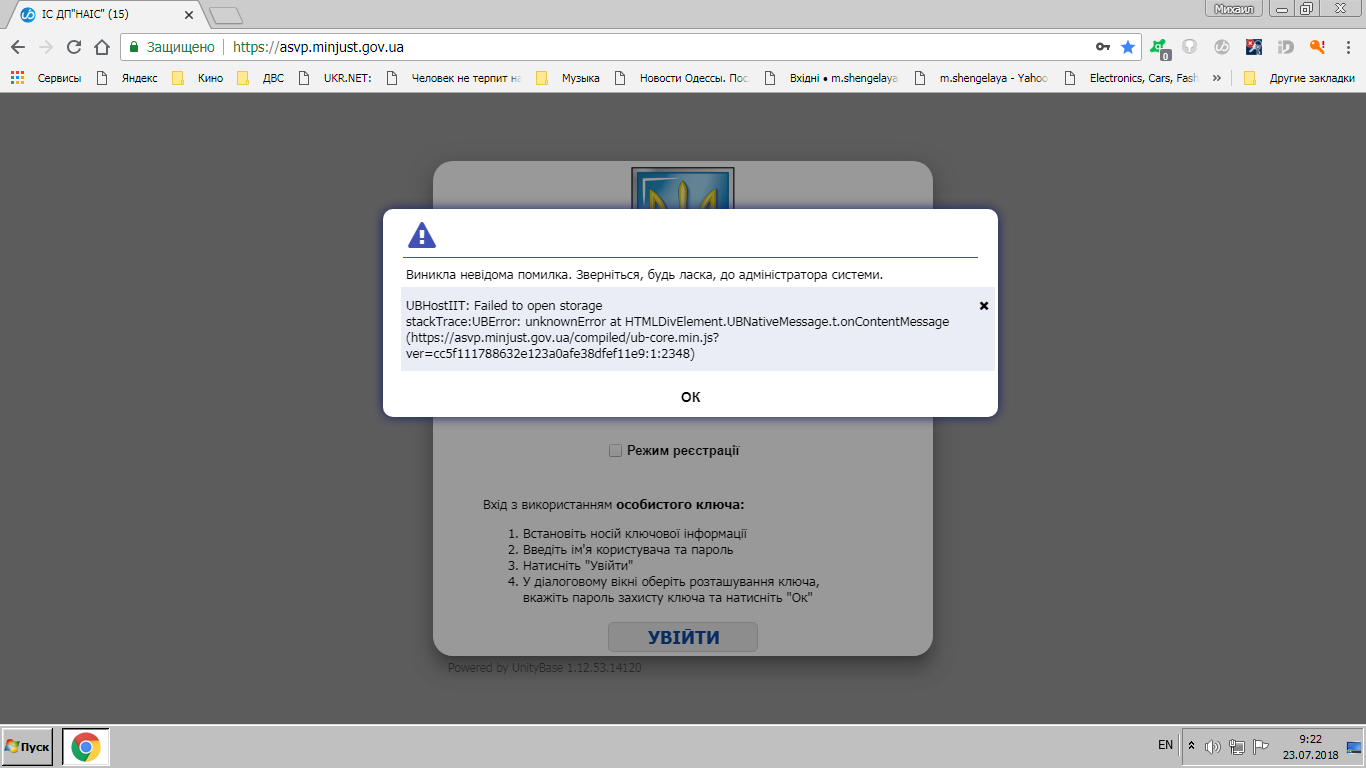 ІС ДП"НАІС" (15)
Михаил
Защищено
https://asvp.minjust.gov.ua
0
Сервисы
Яндекс
Кино
ДВС
UKR.NET:
Человек не терпит на
Музыка
Новости Одессы. Пос
Вхідні • m.shengelaya
m.shengelaya - Yahoo
Electronics, Cars, Fash
»
Другие закладки
Виникла невідома помилка. Зверніться, будь ласка, до адміністратора системи.
UBHostIIT: Failed to open storage
stackTrace:UBError: unknownError at HTMLDivElement.UBNativeMessage.t.onContentMessage
(https://asvp.minjust.gov.ua/compiled/ub-core.min.js?
ver=cc5f111788632e123a0afe38dfef11e9:1:2348)
ОК
Режим реєстрації
Вхід з використанням особистого ключа:
1. Встановіть носій ключової інформації
2. Введіть ім'я користувача та пароль
3. Натисніть "Увійти"
4. У діалоговому вікні оберіть розташування ключа,
вкажіть пароль захисту ключа та натисніть "Ок"
УВІЙТИ
Powered by UnityBase 1.12.53.14120
Пуск
EN
9:22
23.07.2018